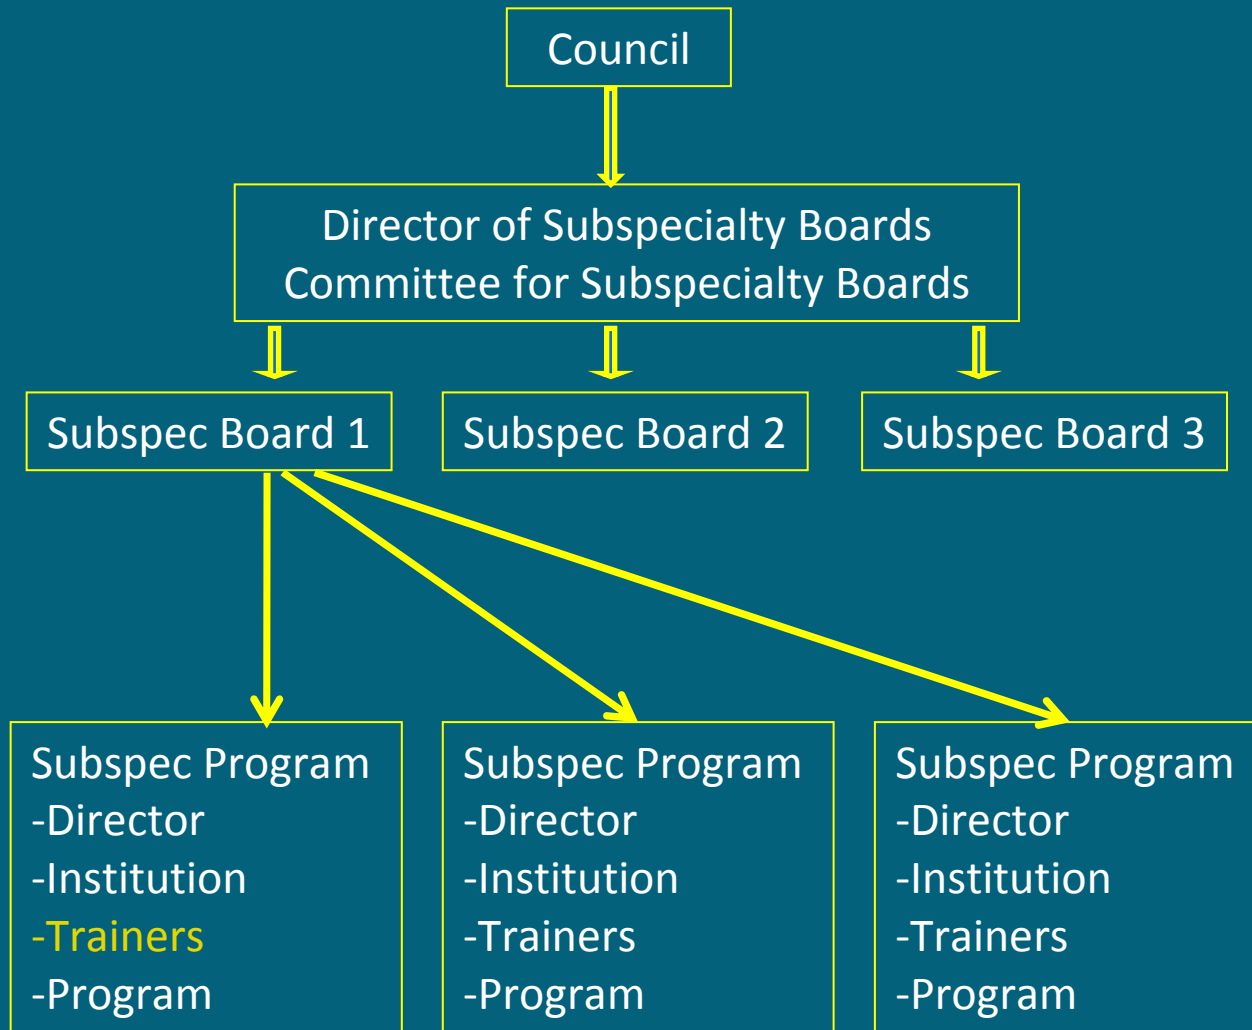 Council
Director of Subspecialty Boards
Committee for Subspecialty Boards
Subspec Board 1
Subspec Board 2
Subspec Board 3
Subspec Program
-Director
-Institution
-Trainers
-Program
Subspec Program
-Director
-Institution
-Trainers
-Program
Subspec Program
-Director
-Institution
-Trainers
-Program